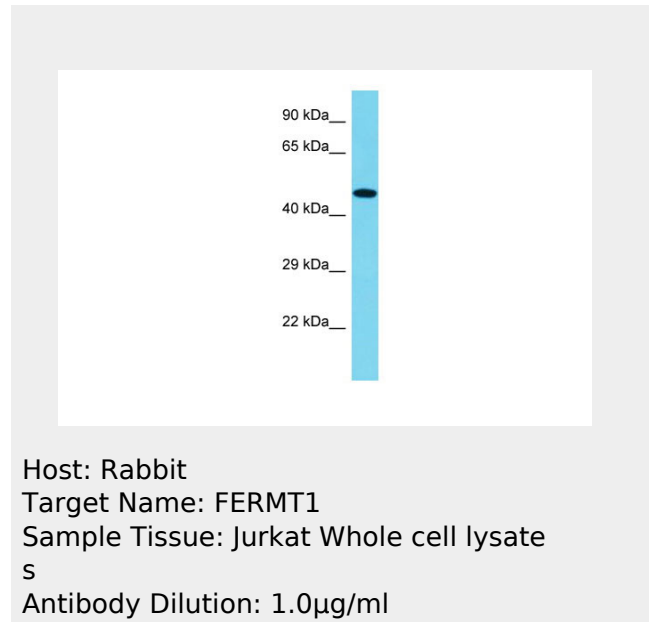 90 kDa__
65 kDa__
40 kDa__
29 kDa__
22 kDa__
Host: Rabbit
Target Name: FERMT1
Sample Tissue: Jurkat Whole cell lysate
s
Antibody Dilution: 1.0µg/ml